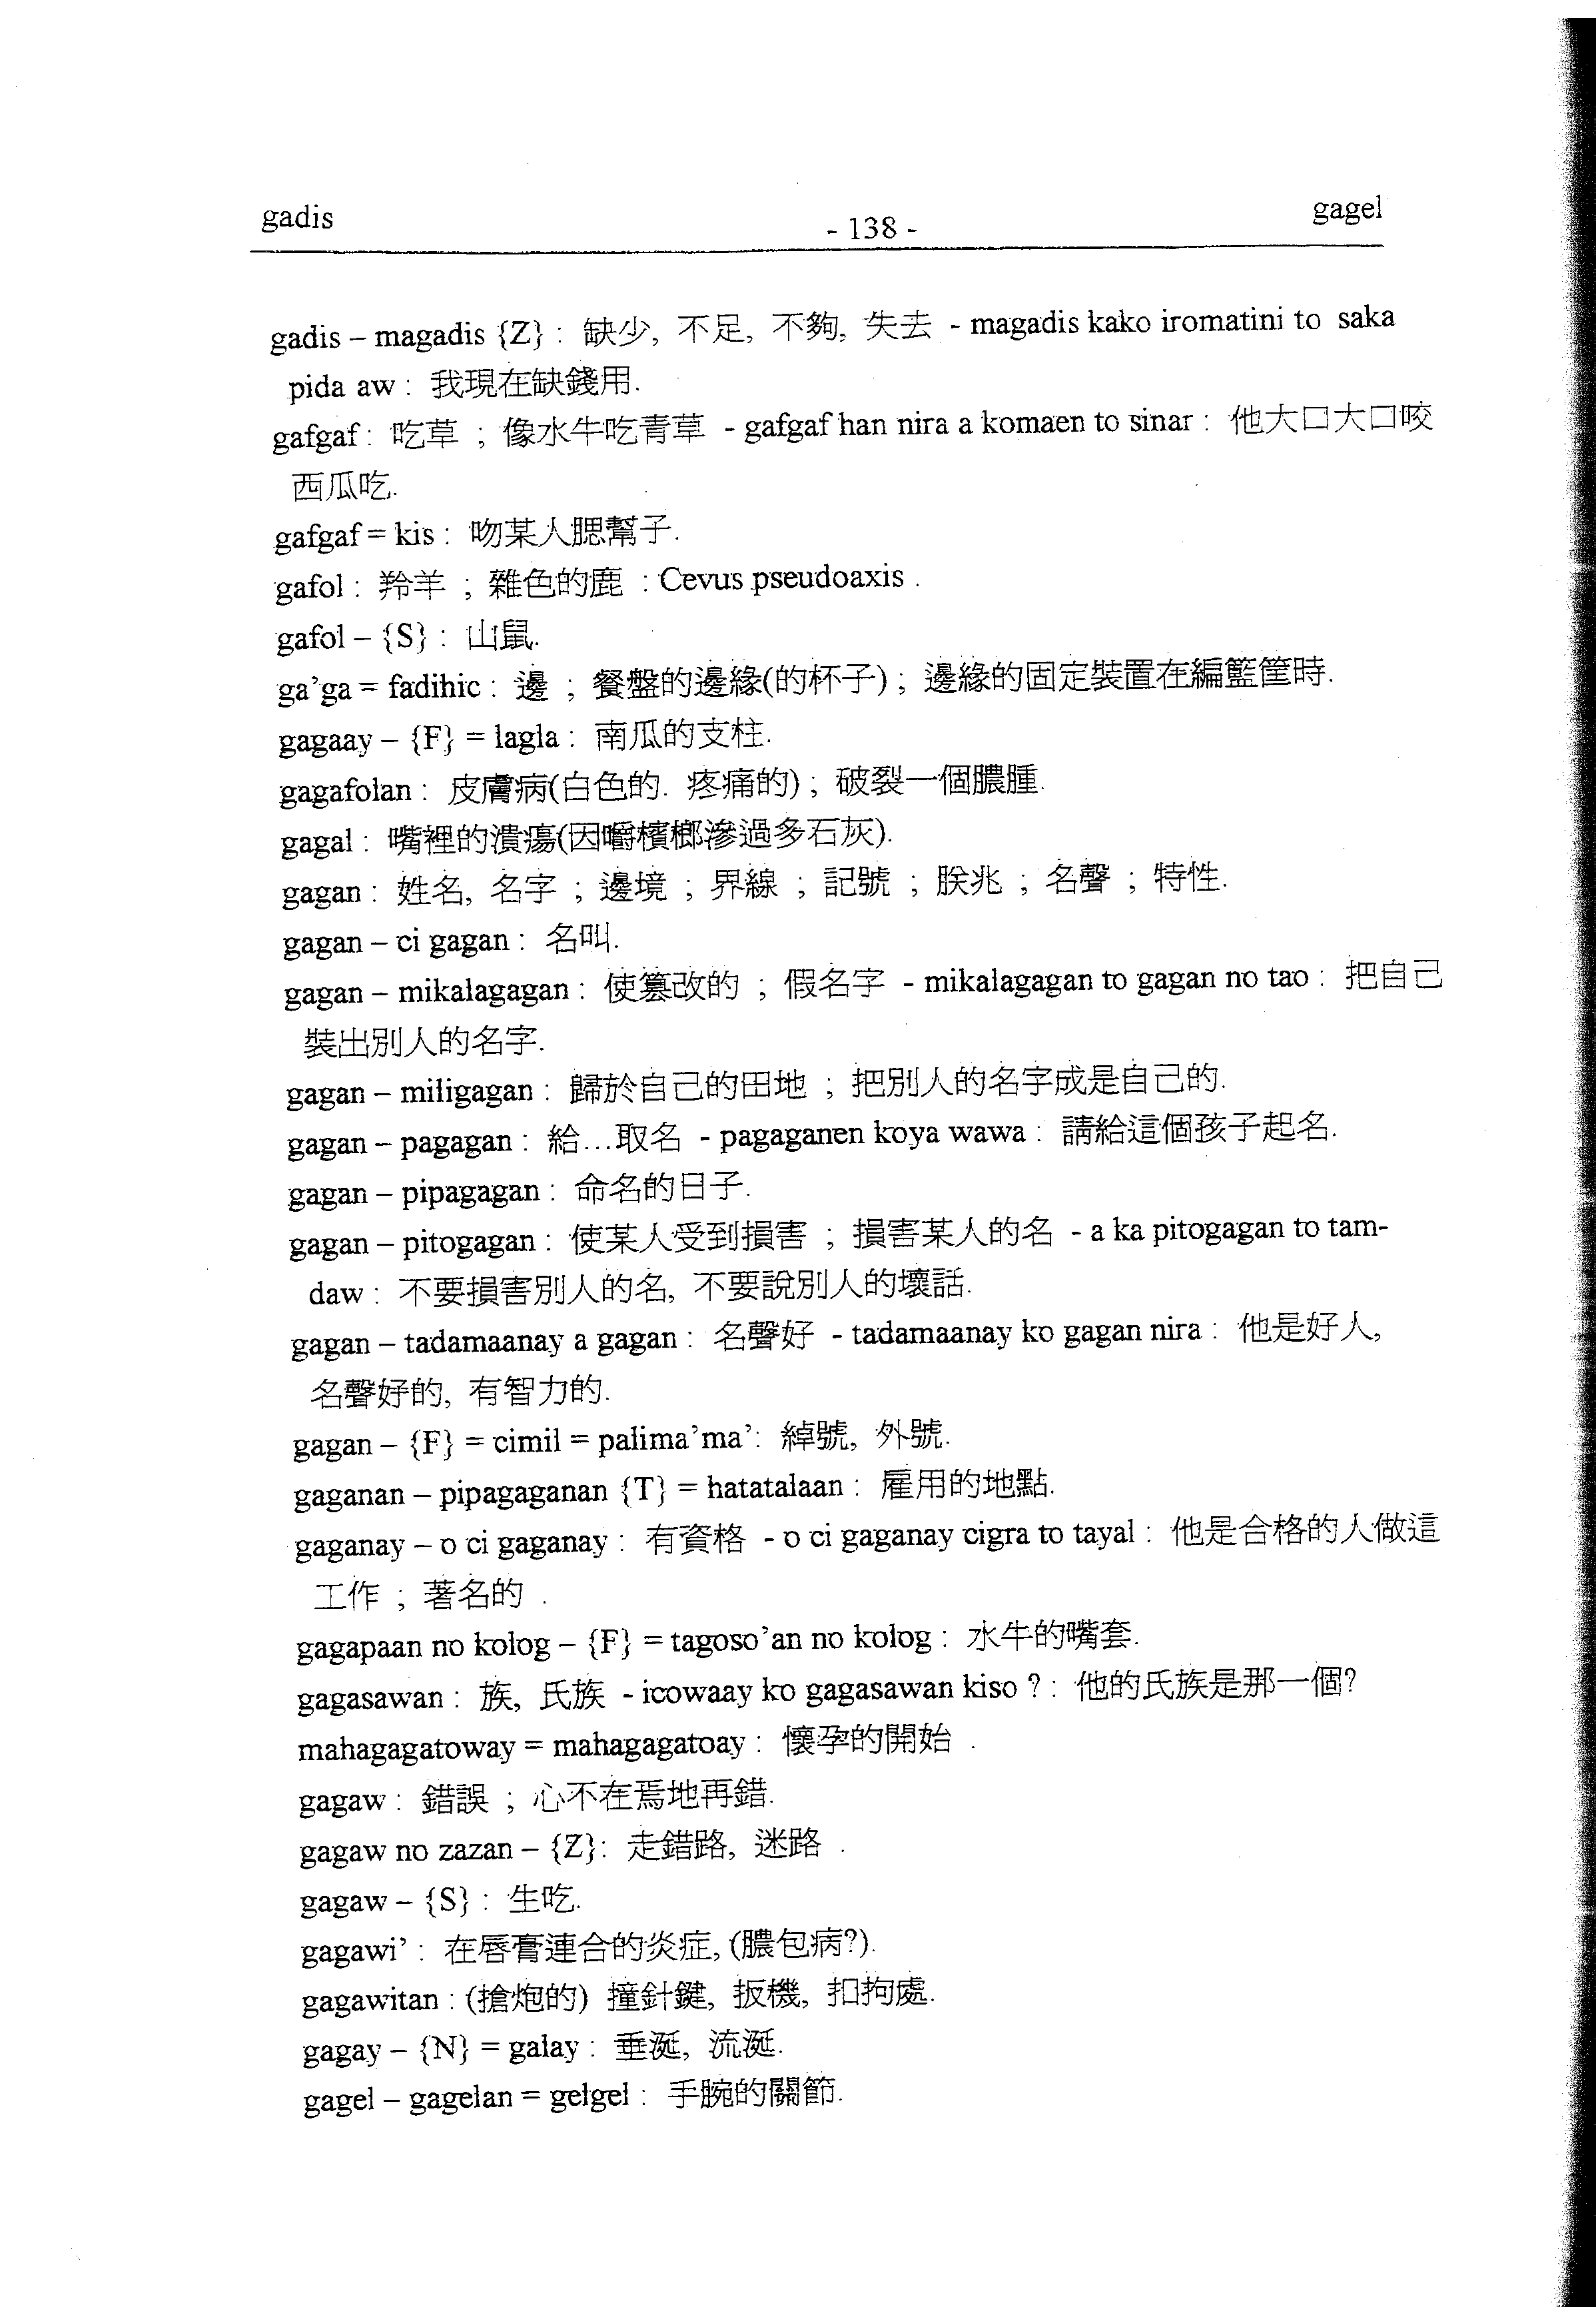 gadis
- 138 -
gagel
gadis – magadis {Z} : 缺少, 不足, 不夠, 失去 - magadis kako iromatini to saka
pida aw : 我現在缺錢用.
gafgaf : 吃草 ; 像水牛吃青草 - gafgaf han nira a komaen to sinar : 他大口大口咬
西瓜吃.
gafgaf = kis : 吻某人腮幫子.
gafol : 羚羊 ; 雜色的鹿 : Cevus pseudoaxis .
gafol – {S} : 山鼠.
ga’ga = fadihic : 邊 ; 餐盤的邊緣(的杯子) ; 邊緣的固定裝置在編籃筐時.
gagaay – {F} = lagla : 南瓜的支柱.
gagafolan : 皮膚病(白色的. 疼痛的) ; 破裂一個膿腫.
gagal : 嘴裡的潰瘍(因嚼檳榔滲過多石灰).
gagan : 姓名, 名字 ; 邊境 ; 界線 ; 記號 ; 朕兆 ; 名聲 ; 特性.
gagan – ci gagan : 名叫.
gagan – mikalagagan : 使篡改的 ; 假名字 - mikalagagan to gagan no tao : 把自己
裝出別人的名字.
gagan – miligagan : 歸於自己的田地 ; 把別人的名字成是自己的.
gagan – pagagan : 給…取名 - pagaganen koya wawa : 請給這個孩子起名.
gagan – pipagagan : 命名的日子.
gagan – pitogagan : 使某人受到損害 ; 損害某人的名 - a ka pitogagan to tam-
daw : 不要損害別人的名, 不要說別人的壞話.
gagan – tadamaanay a gagan : 名聲好 - tadamaanay ko gagan nira : 他是好人,
名聲好的, 有智力的.
gagan – {F} = cimil = palima’ma’: 綽號, 外號.
gaganan – pipagaganan {T} = hatatalaan : 雇用的地點.
gaganay – o ci gaganay : 有資格 - o ci gaganay cigra to tayal : 他是合格的人做這
工作 ; 著名的 .
gagapaan no kolog – {F} = tagoso’an no kolog : 水牛的嘴套.
gagasawan : 族, 氏族 - icowaay ko gagasawan kiso ? : 他的氏族是那一個?
mahagagatoway = mahagagatoay : 懷孕的開始 .
gagaw : 錯誤 ; 心不在焉地再錯.
gagaw no zazan – {Z}: 走錯路, 迷路 .
gagaw – {S} : 生吃.
gagawi’ : 在唇膏連合的炎症, (膿包病?).
gagawitan : (搶炮的) 撞針鍵, 扳機, 扣拘處.
gagay – {N} = galay : 垂涎, 流涎.
gagel – gagelan = gelgel : 手腕的關節.